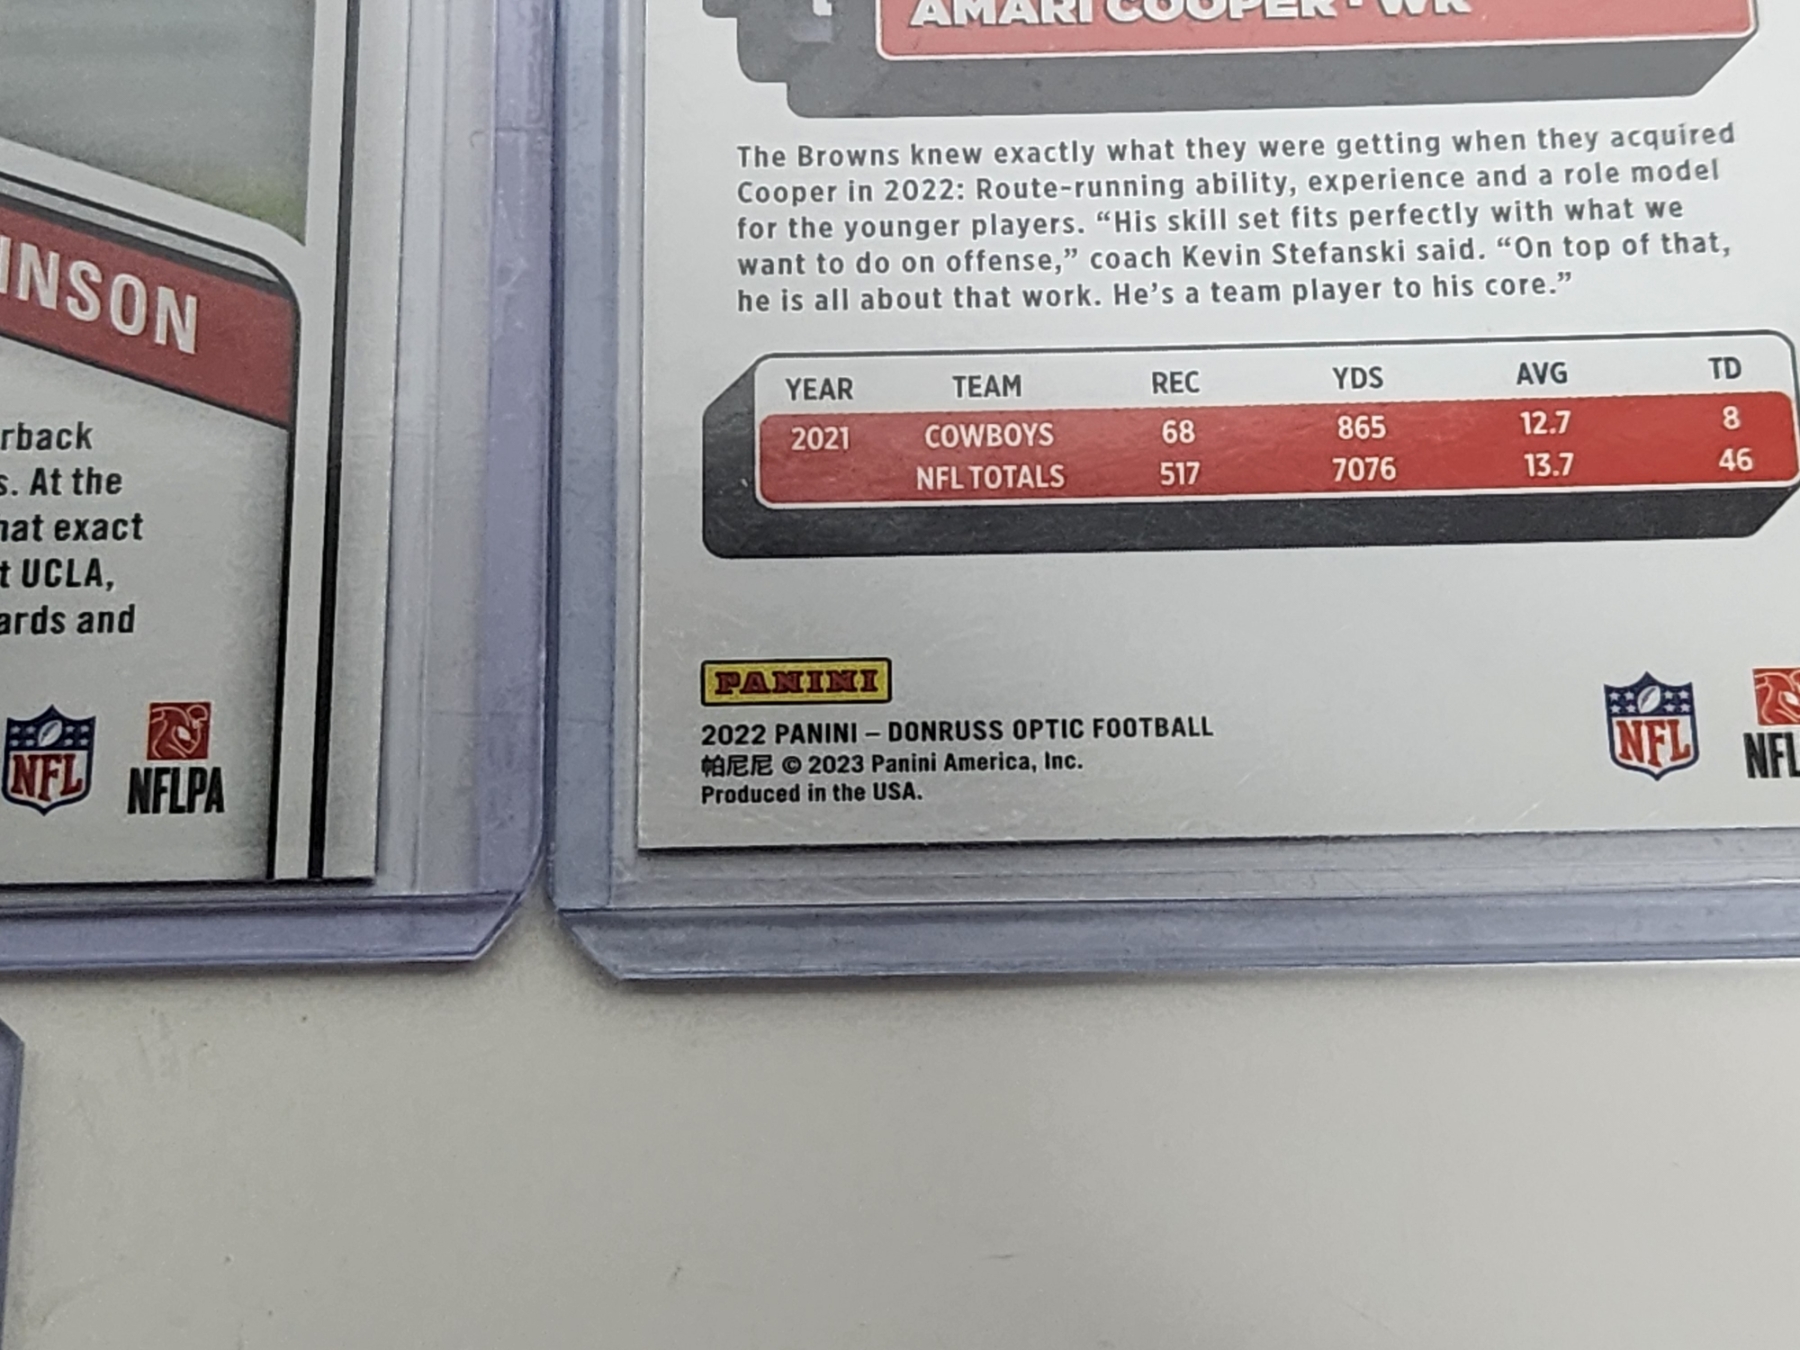 INSON
rback
s. At the
hat exact
t UCLA,
ards and
NFL
NFLPA
AMARI COOPER • WR
The Browns knew exactly what they were getting when they acquired
Cooper in 2022: Route-running ability, experience and a role model
for the younger players. “His skill set fits perfectly with what we
want to do on offense,” coach Kevin Stefanski said. “On top of that,
he is all about that work. He’s a team player to his core.”
YEAR TEAM REC YDS AVG TD
2021 COWBOYS 68 865 12.7 8
NFL TOTALS 517 7076 13.7 46
PANINI
2022 PANINI – DONRUSS OPTIC FOOTBALL
帕尼尼 © 2023 Panini America, Inc.
Produced in the USA.
NFL
NFL